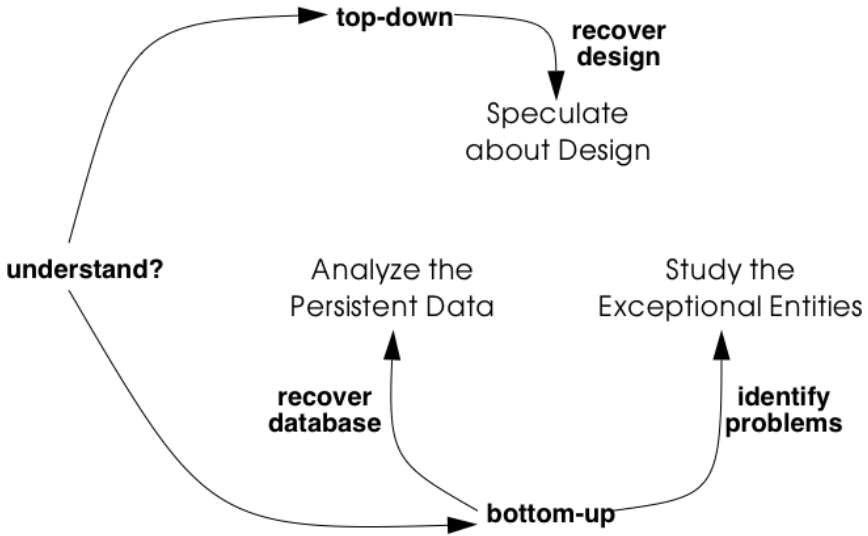 top-down
recover
design
Speculate
about Design
understand?
Analyze the
Persistent Data
Study the
Exceptional Entities
recover
database
identify
problems
bottom-up